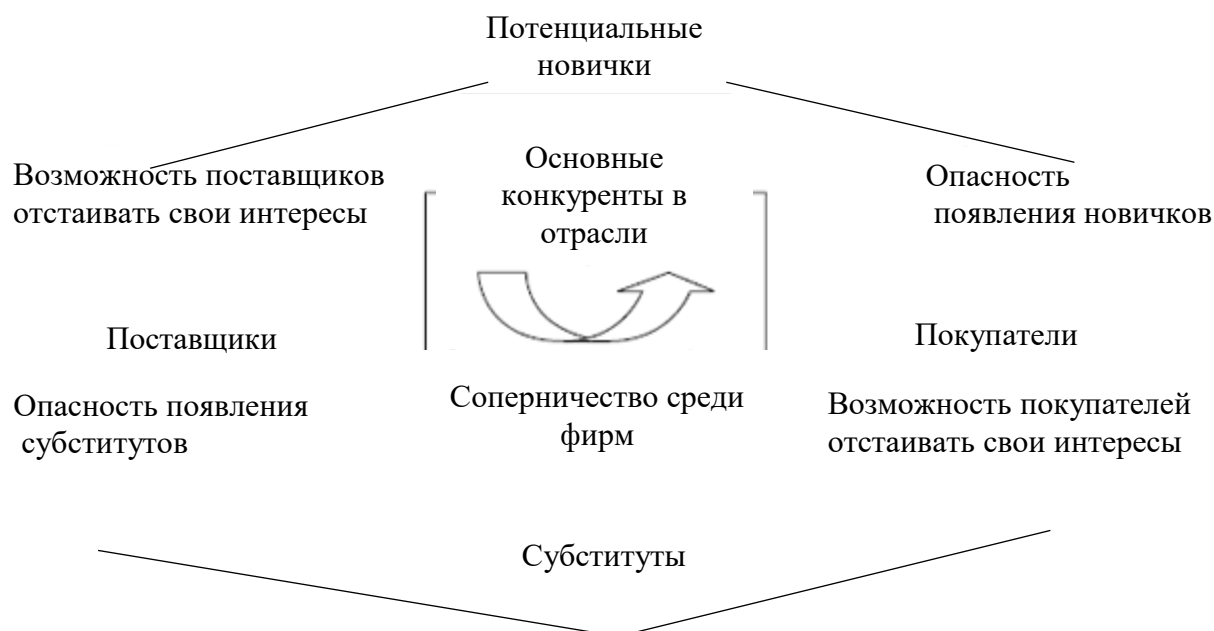 Потенциальные
новички
Возможность поставщиков
отстаивать свои интересы
Основные
конкуренты в
отрасли
Опасность
появления новичков
Поставщики
Покупатели
Опасность появления
субститутов
Соперничество среди
фирм
Возможность покупателей
отстаивать свои интересы
Субституты